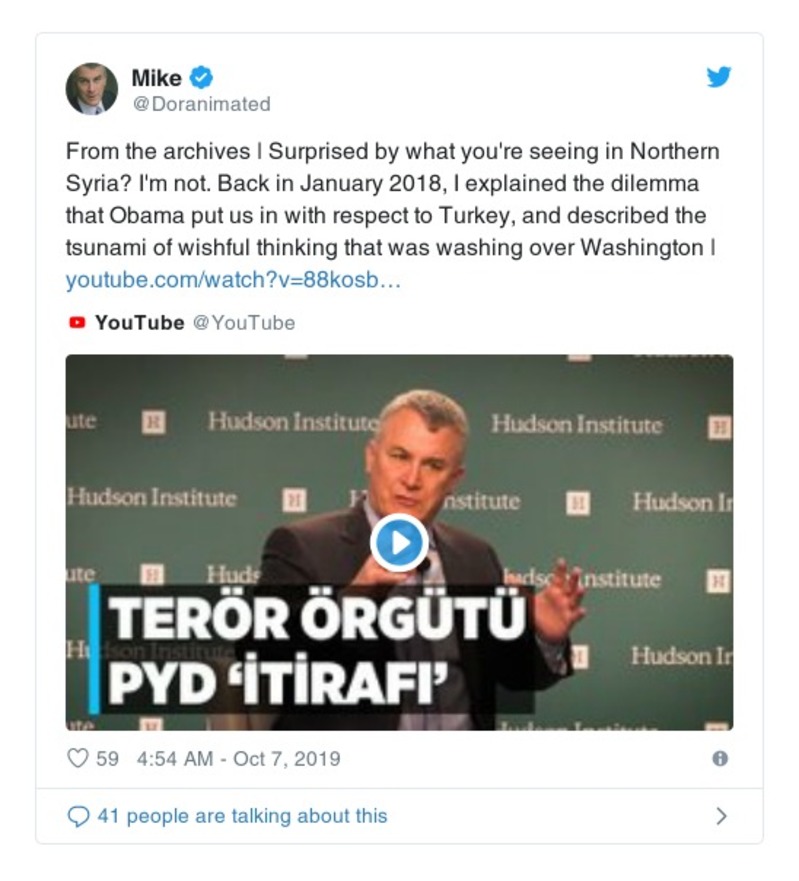 Mike
@Doranimated
From the archives | Surprised by what you're seeing in Northern
Syria? I'm not. Back in January 2018, I explained the dilemma
that Obama put us in with respect to Turkey, and described the
tsunami of wishful thinking that was washing over Washington |
youtube.com/watch?v=88kosb…
YouTube @YouTube
ute H Hudson Institute Hudson Institute H
Hudson Institute H nstitute H Hudson In
ute H Huds Institute H
TERÖR ÖRGÜTÜ
Hudson Institute Hudson In
PYD ‘İTİRAFI’
59 4:54 AM - Oct 7, 2019
41 people are talking about this